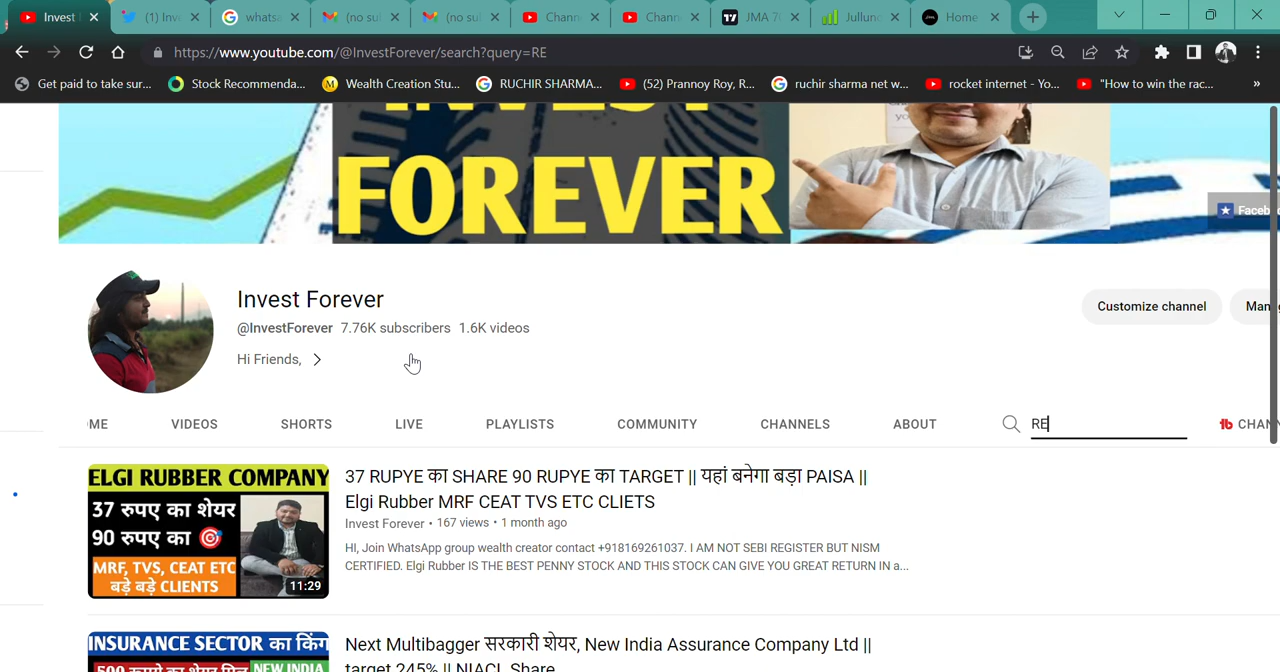 Invest
(1) Inv
whats
(no su
(no su
Chann
Chann
JMA 7
Jullun
Home
https://www.youtube.com/@InvestForever/search?query=RE
Get paid to take sur...
Stock Recommenda...
Wealth Creation Stu...
RUCHIR SHARMA...
(52) Prannoy Roy, R...
ruchir sharma net w...
rocket internet - Yo...
"How to win the rac...
»
FOREVER
Faceb
Invest Forever
@InvestForever 7.76K subscribers 1.6K videos
Hi Friends,
Customize channel
Man
ME
VIDEOS
SHORTS
LIVE
PLAYLISTS
COMMUNITY
CHANNELS
ABOUT
RE
CHAN
ELGI RUBBER COMPANY
37 रुपए का शेयर
90 रुपए का
MRF, TVS, CEAT ETC
बड़े बड़े CLIENTS
11:29
37 RUPYE का SHARE 90 RUPYE का TARGET || यहां बनेगा बड़ा PAISA ||
Elgi Rubber MRF CEAT TVS ETC CLIETS
Invest Forever • 167 views • 1 month ago
HI, Join WhatsApp group wealth creator contact +918169261037. I AM NOT SEBI REGISTER BUT NISM
CERTIFIED. Elgi Rubber IS THE BEST PENNY STOCK AND THIS STOCK CAN GIVE YOU GREAT RETURN IN a...
INSURANCE SECTOR का किंग
NEW INDIA
Next Multibagger सरकारी शेयर, New India Assurance Company Ltd ||
target 245% || NIACL Share